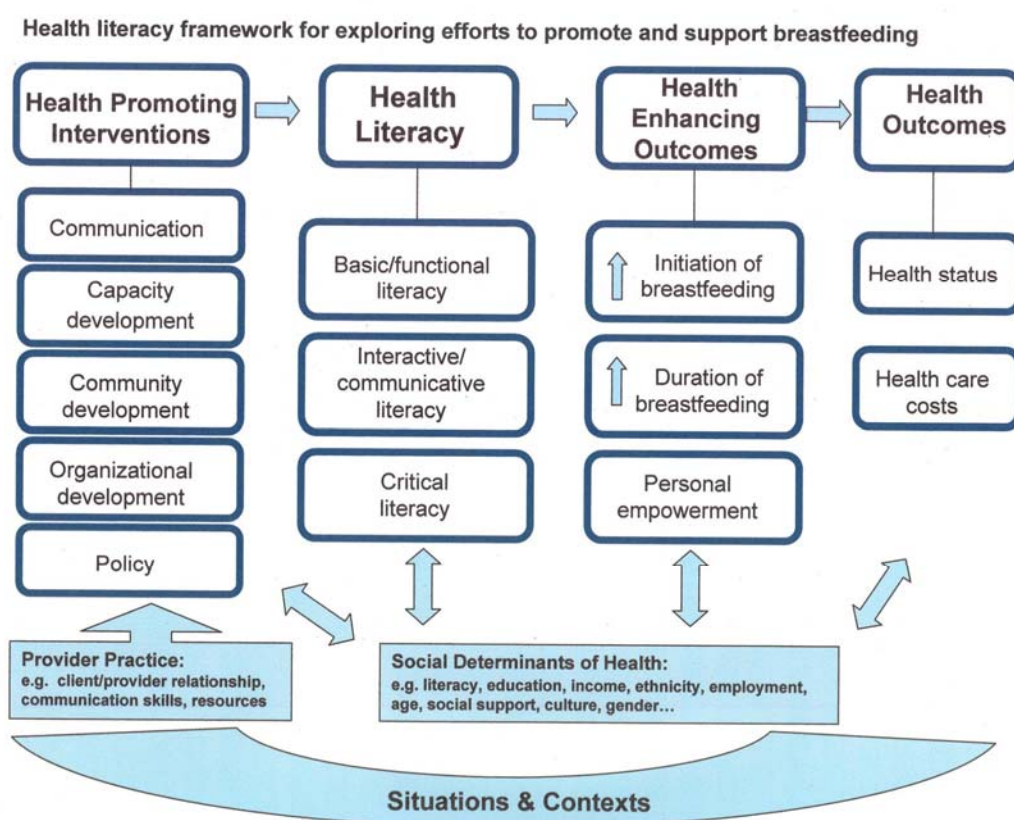 Health literacy framework for exploring efforts to promote and support breastfeeding
Health Promoting
Interventions
Health
Literacy
Health
Enhancing
Outcomes
Health
Outcomes
Communication
Capacity
development
Community
development
Organizational
development
Policy
Basic/functional
literacy
Interactive/
communicative
literacy
Critical
literacy
Initiation of
breastfeeding
Duration of
breastfeeding
Personal
empowerment
Health status
Health care
costs
Provider Practice:
e.g. client/provider relationship,
communication skills, resources
Social Determinants of Health:
e.g. literacy, education, income, ethnicity, employment,
age, social support, culture, gender...
Situations & Contexts